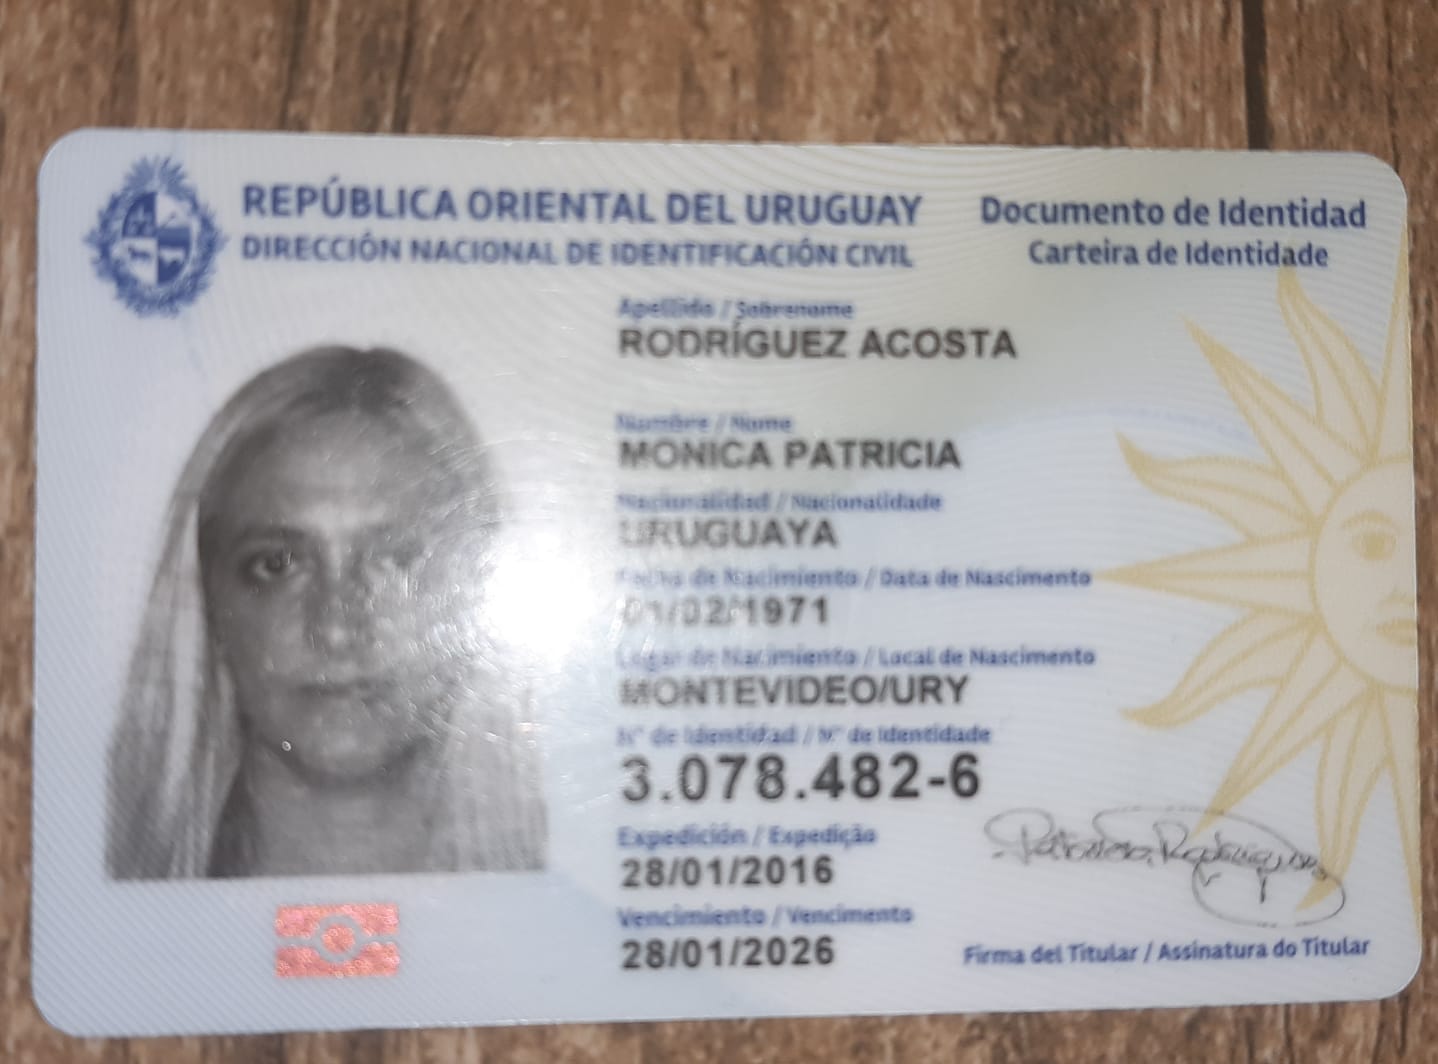 REPÚBLICA ORIENTAL DEL URUGUAY
DIRECCIÓN NACIONAL DE IDENTIFICACIÓN CIVIL
Documento de Identidad
Carteira de Identidade
Apellido / Sobrenome
RODRÍGUEZ ACOSTA
Nombre / Nome
MONICA PATRICIA
Nacionalidad / Nacionalidade
URUGUAYA
Fecha de Nacimiento / Data de Nascimento
01/02/1971
Lugar de Nacimiento / Local de Nascimento
MONTEVIDEO/URY
N° de Identidad / N° de Identidade
3.078.482-6
Expedición / Expedição
28/01/2016
Vencimiento / Vencimento
28/01/2026
Patricia Rodríguez
Firma del Titular / Assinatura do Titular